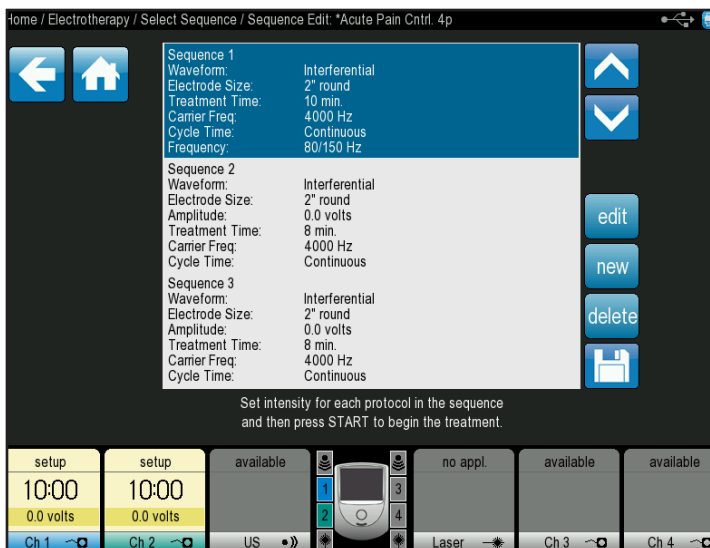 Home / Electrotherapy / Select Sequence / Sequence Edit: *Acute Pain Cntrl. 4p
Sequence 1
Waveform: Interferential
Electrode Size: 2" round
Treatment Time: 10 min.
Carrier Freq: 4000 Hz
Cycle Time: Continuous
Frequency: 80/150 Hz
Sequence 2
Waveform: Interferential
Electrode Size: 2" round
Amplitude: 0.0 volts
Treatment Time: 8 min.
Carrier Freq: 4000 Hz
Cycle Time: Continuous
Sequence 3
Waveform: Interferential
Electrode Size: 2" round
Amplitude: 0.0 volts
Treatment Time: 8 min.
Carrier Freq: 4000 Hz
Cycle Time: Continuous
edit
new
delete
Set intensity for each protocol in the sequence
and then press START to begin the treatment.
setup setup available no appl. available available
10:00 10:00 1 3
0.0 volts 0.0 volts 2 4
Ch 1 Ch 2 US Laser Ch 3 Ch 4